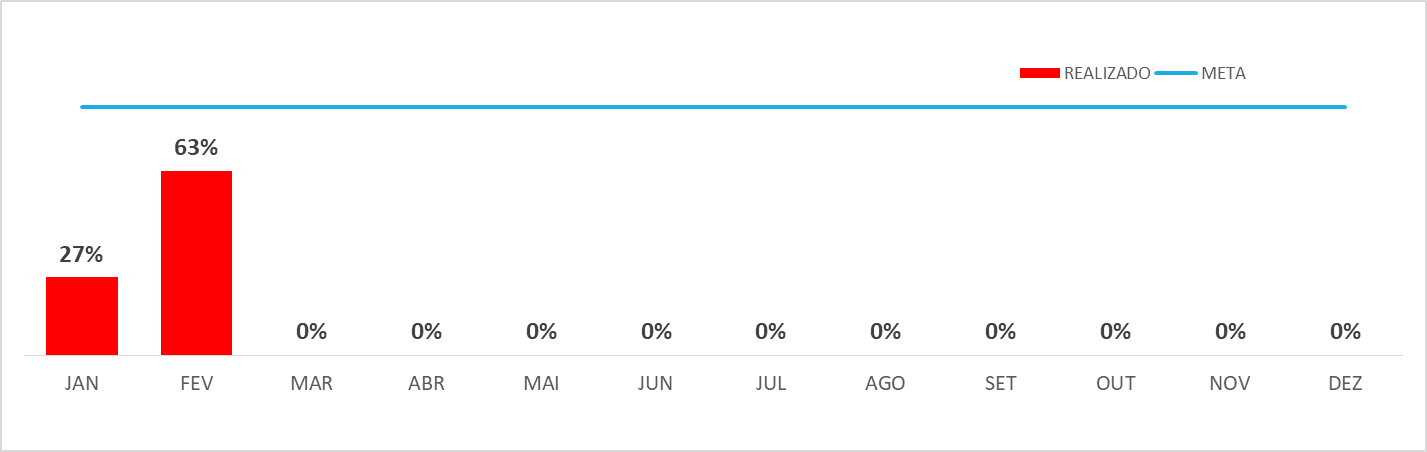 REALIZADO META
63%
27%
0% 0% 0% 0% 0% 0% 0% 0% 0% 0%
JAN FEV MAR ABR MAI JUN JUL AGO SET OUT NOV DEZ